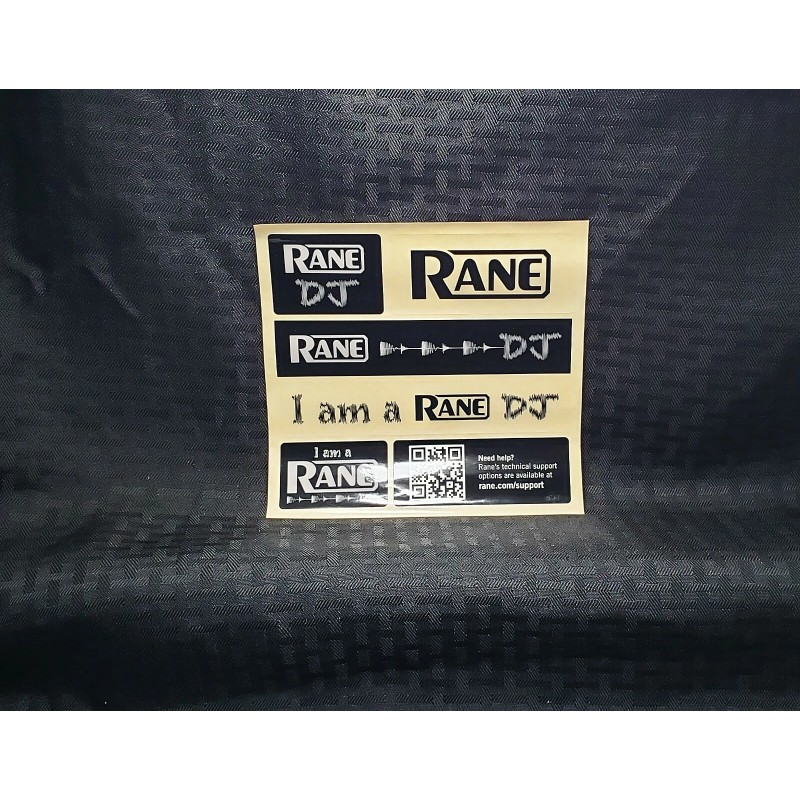 RANE
DJ
RANE
RANE DJ
I am a RANE DJ
I am a
RANE
Need help?
Rane's technical support
options are available at
rane.com/support